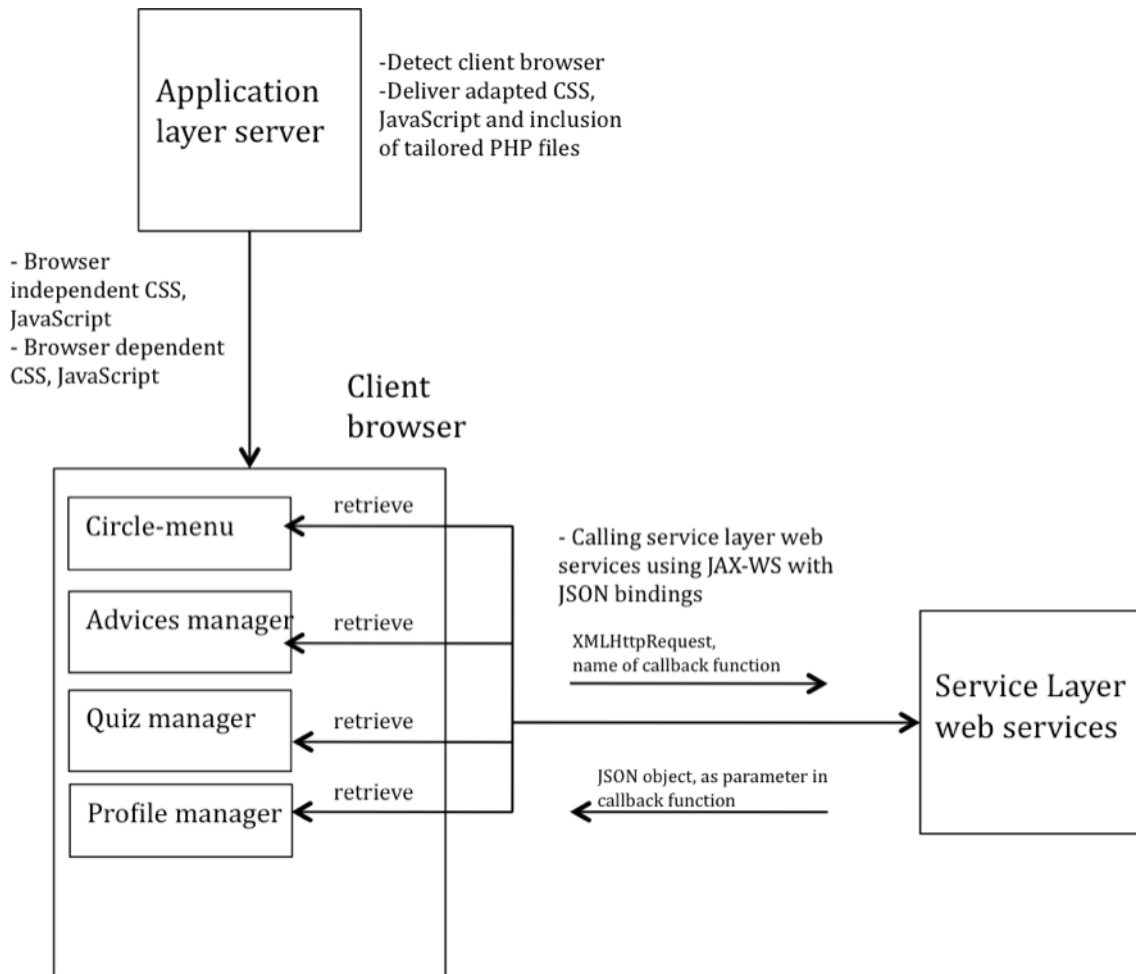 Application
layer server
-Detect client browser
-Deliver adapted CSS,
JavaScript and inclusion
of tailored PHP files
- Browser
independent CSS,
JavaScript
- Browser dependent
CSS, JavaScript
Client
browser
Circle-menu
retrieve
Advices manager
retrieve
Quiz manager
retrieve
Profile manager
retrieve
- Calling service layer web
services using JAX-WS with
JSON bindings
XMLHttpRequest,
name of callback function
JSON object, as parameter in
callback function
Service Layer
web services